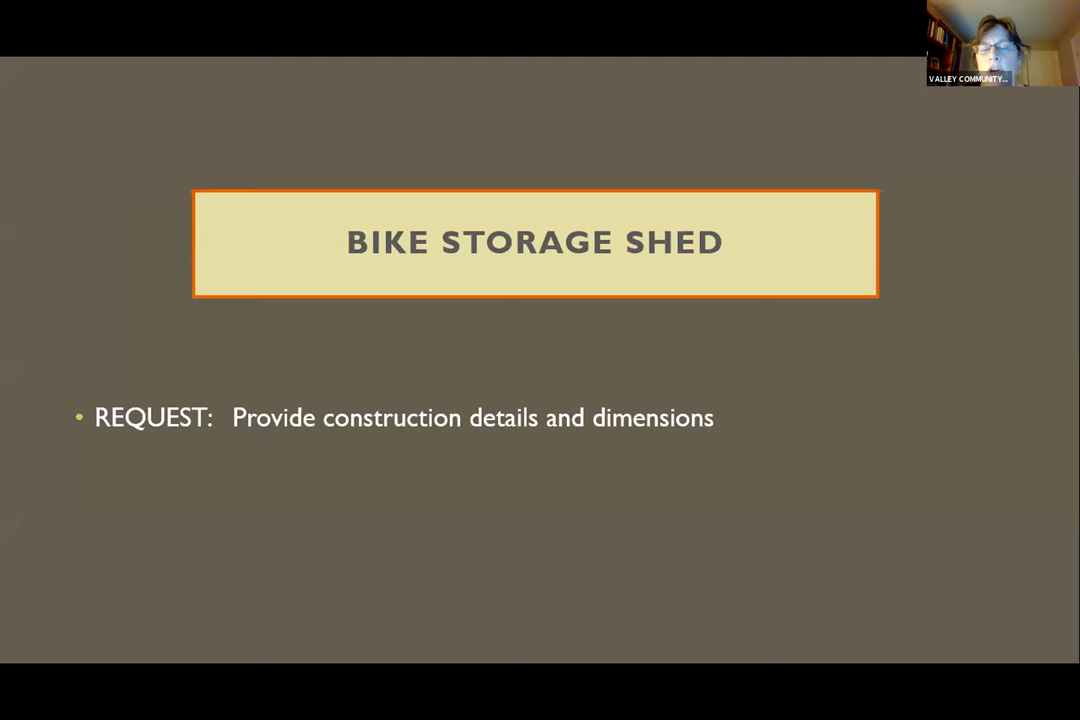 VALLEY COMMUNITY...
BIKE STORAGE SHED
• REQUEST: Provide construction details and dimensions